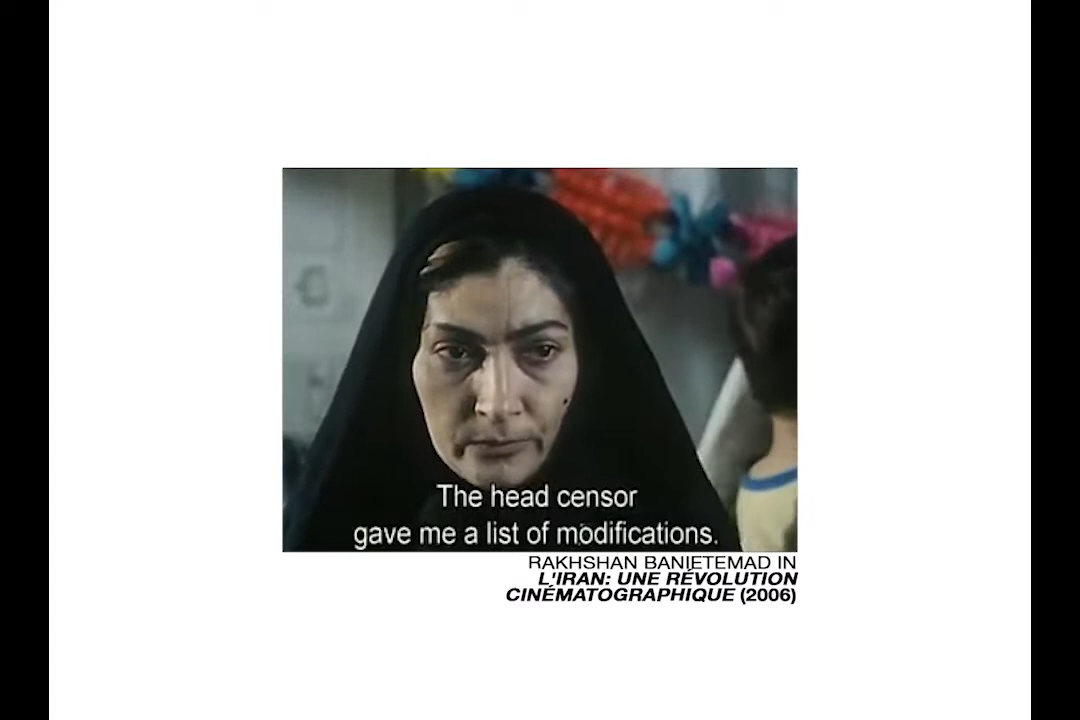 The head censor
gave me a list of modifications.
RAKHSHAN BANIETEMAD IN
L'IRAN: UNE RÉVOLUTION
CINÉMATOGRAPHIQUE (2006)